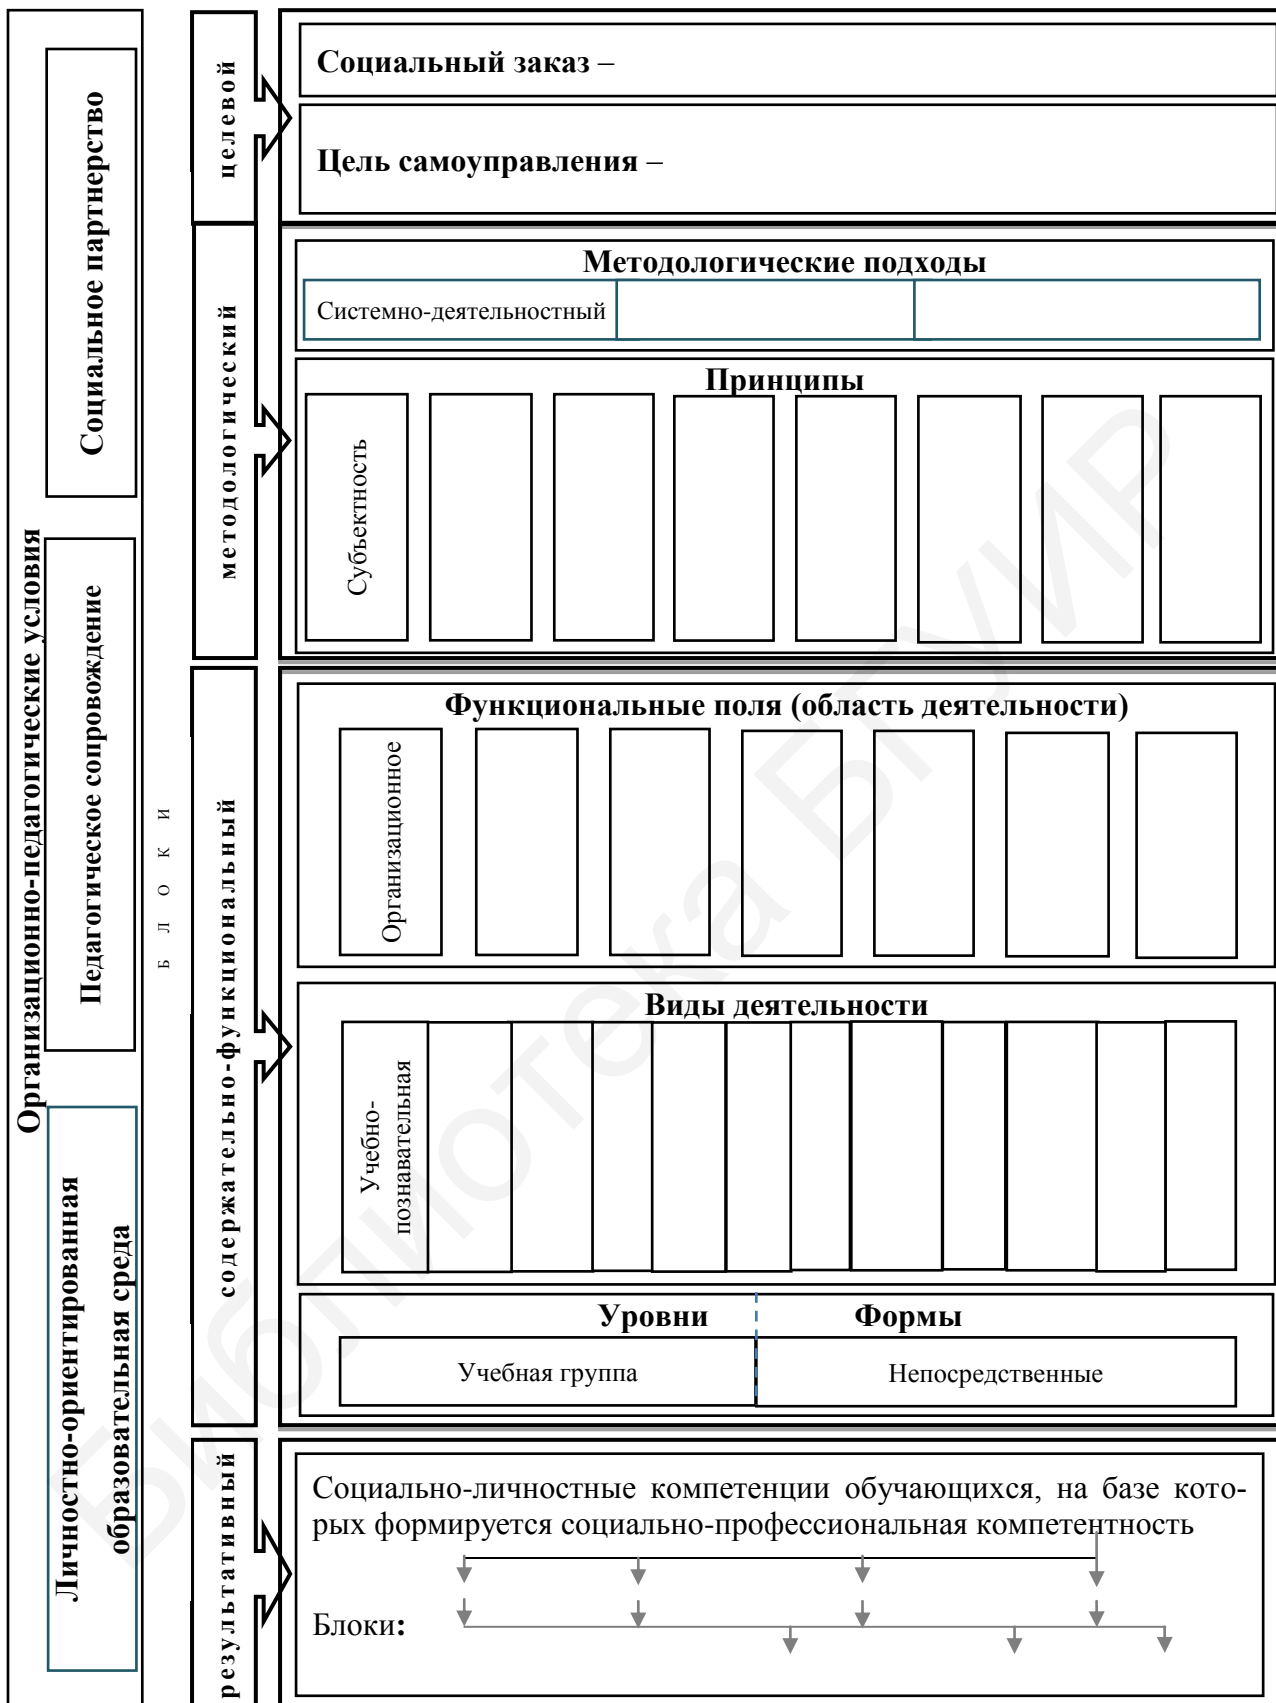 Организационно-педагогические условия
Социальное партнерство
Педагогическое сопровождение
Личностно-ориентированная
образовательная среда
БЛОКИ
целевой
Социальный заказ –
Цель самоуправления –
методологический
Методологические подходы
Системно-деятельностный
Принципы
Субъектность
содержательно-функциональный
Функциональные поля (область деятельности)
Организационное
Виды деятельности
Учебно-
познавательная
Уровни Формы
Учебная группа Непосредственные
результативный
Социально-личностные компетенции обучающихся, на базе кото-
рых формируется социально-профессиональная компетентность
Блоки:
Библиотека БГУИР